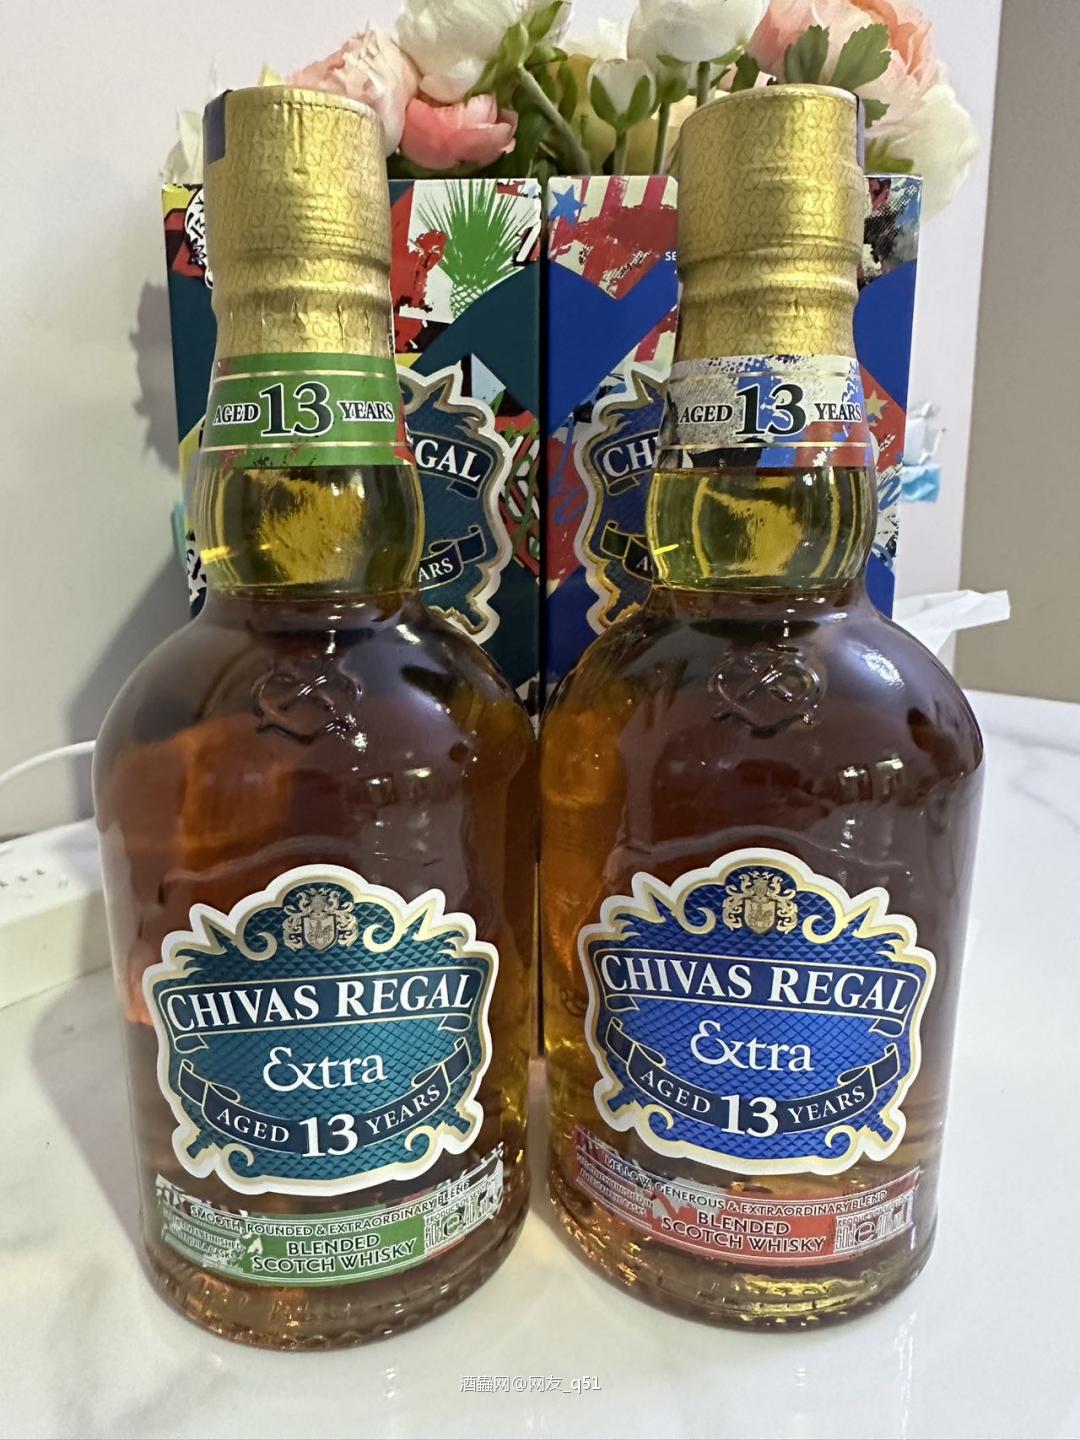 AGED 13 YEARS
AGED 13 YEARS
SE
GAL
CH
ARS
A
CHIVAS REGAL
Extra
AGED 13 YEARS
SMOOTH, ROUNDED & EXTRAORDINARY BLEND
BLENDED
SCOTCH WHISKY
CHIVAS REGAL
Extra
AGED 13 YEARS
MELLOW, GENEROUS & EXTRAORDINARY BLEND
BLENDED
SCOTCH WHISKY
酒蟲网@网友_q51